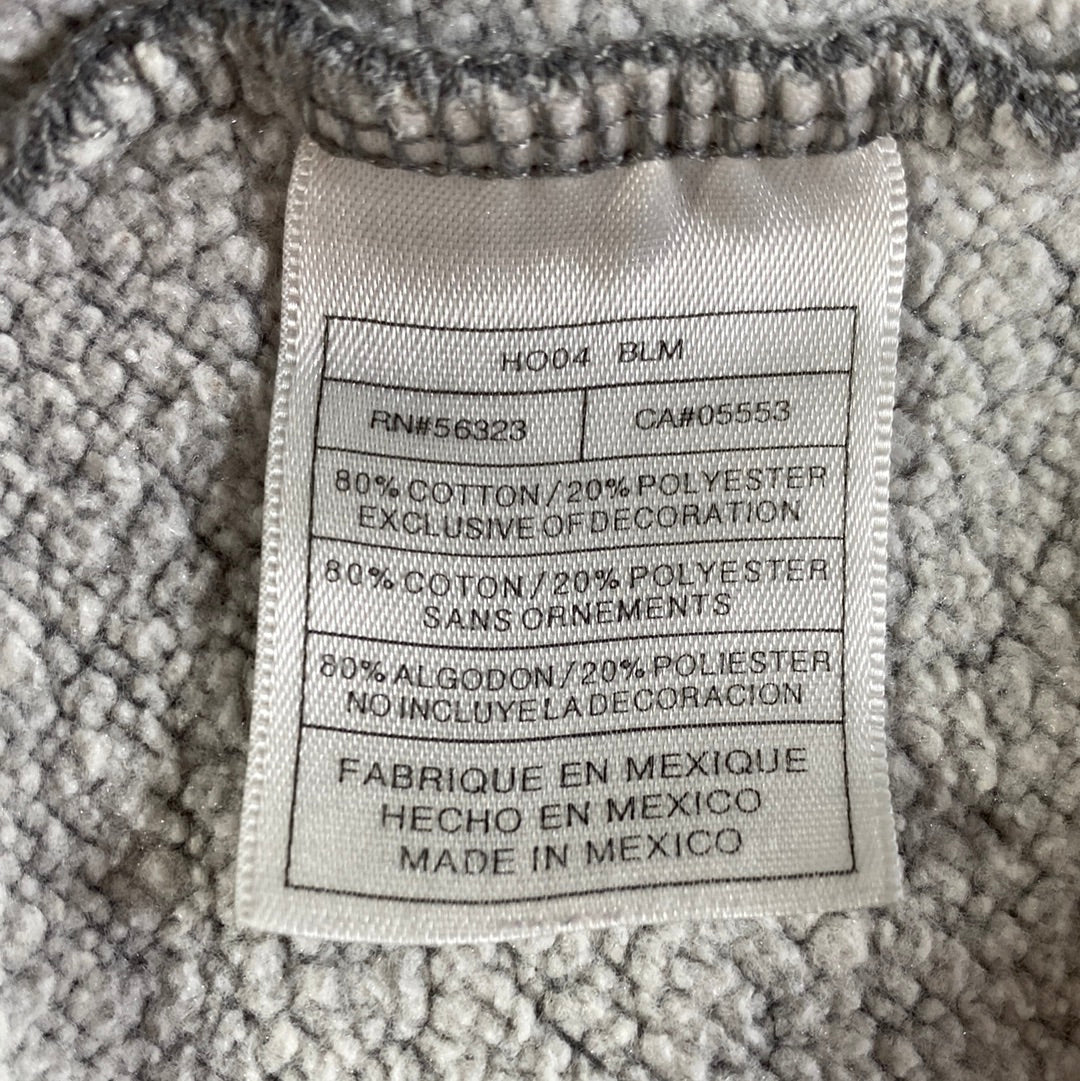 HO04 BLM
RN#56323 CA#05553
80% COTTON/20% POLYESTER
EXCLUSIVE OF DECORATION
80% COTON/20% POLYESTER
SANS ORNEMENTS
80% ALGODON/20% POLIESTER
NO INCLUYE LA DECORACION
FABRIQUE EN MEXIQUE
HECHO EN MEXICO
MADE IN MEXICO